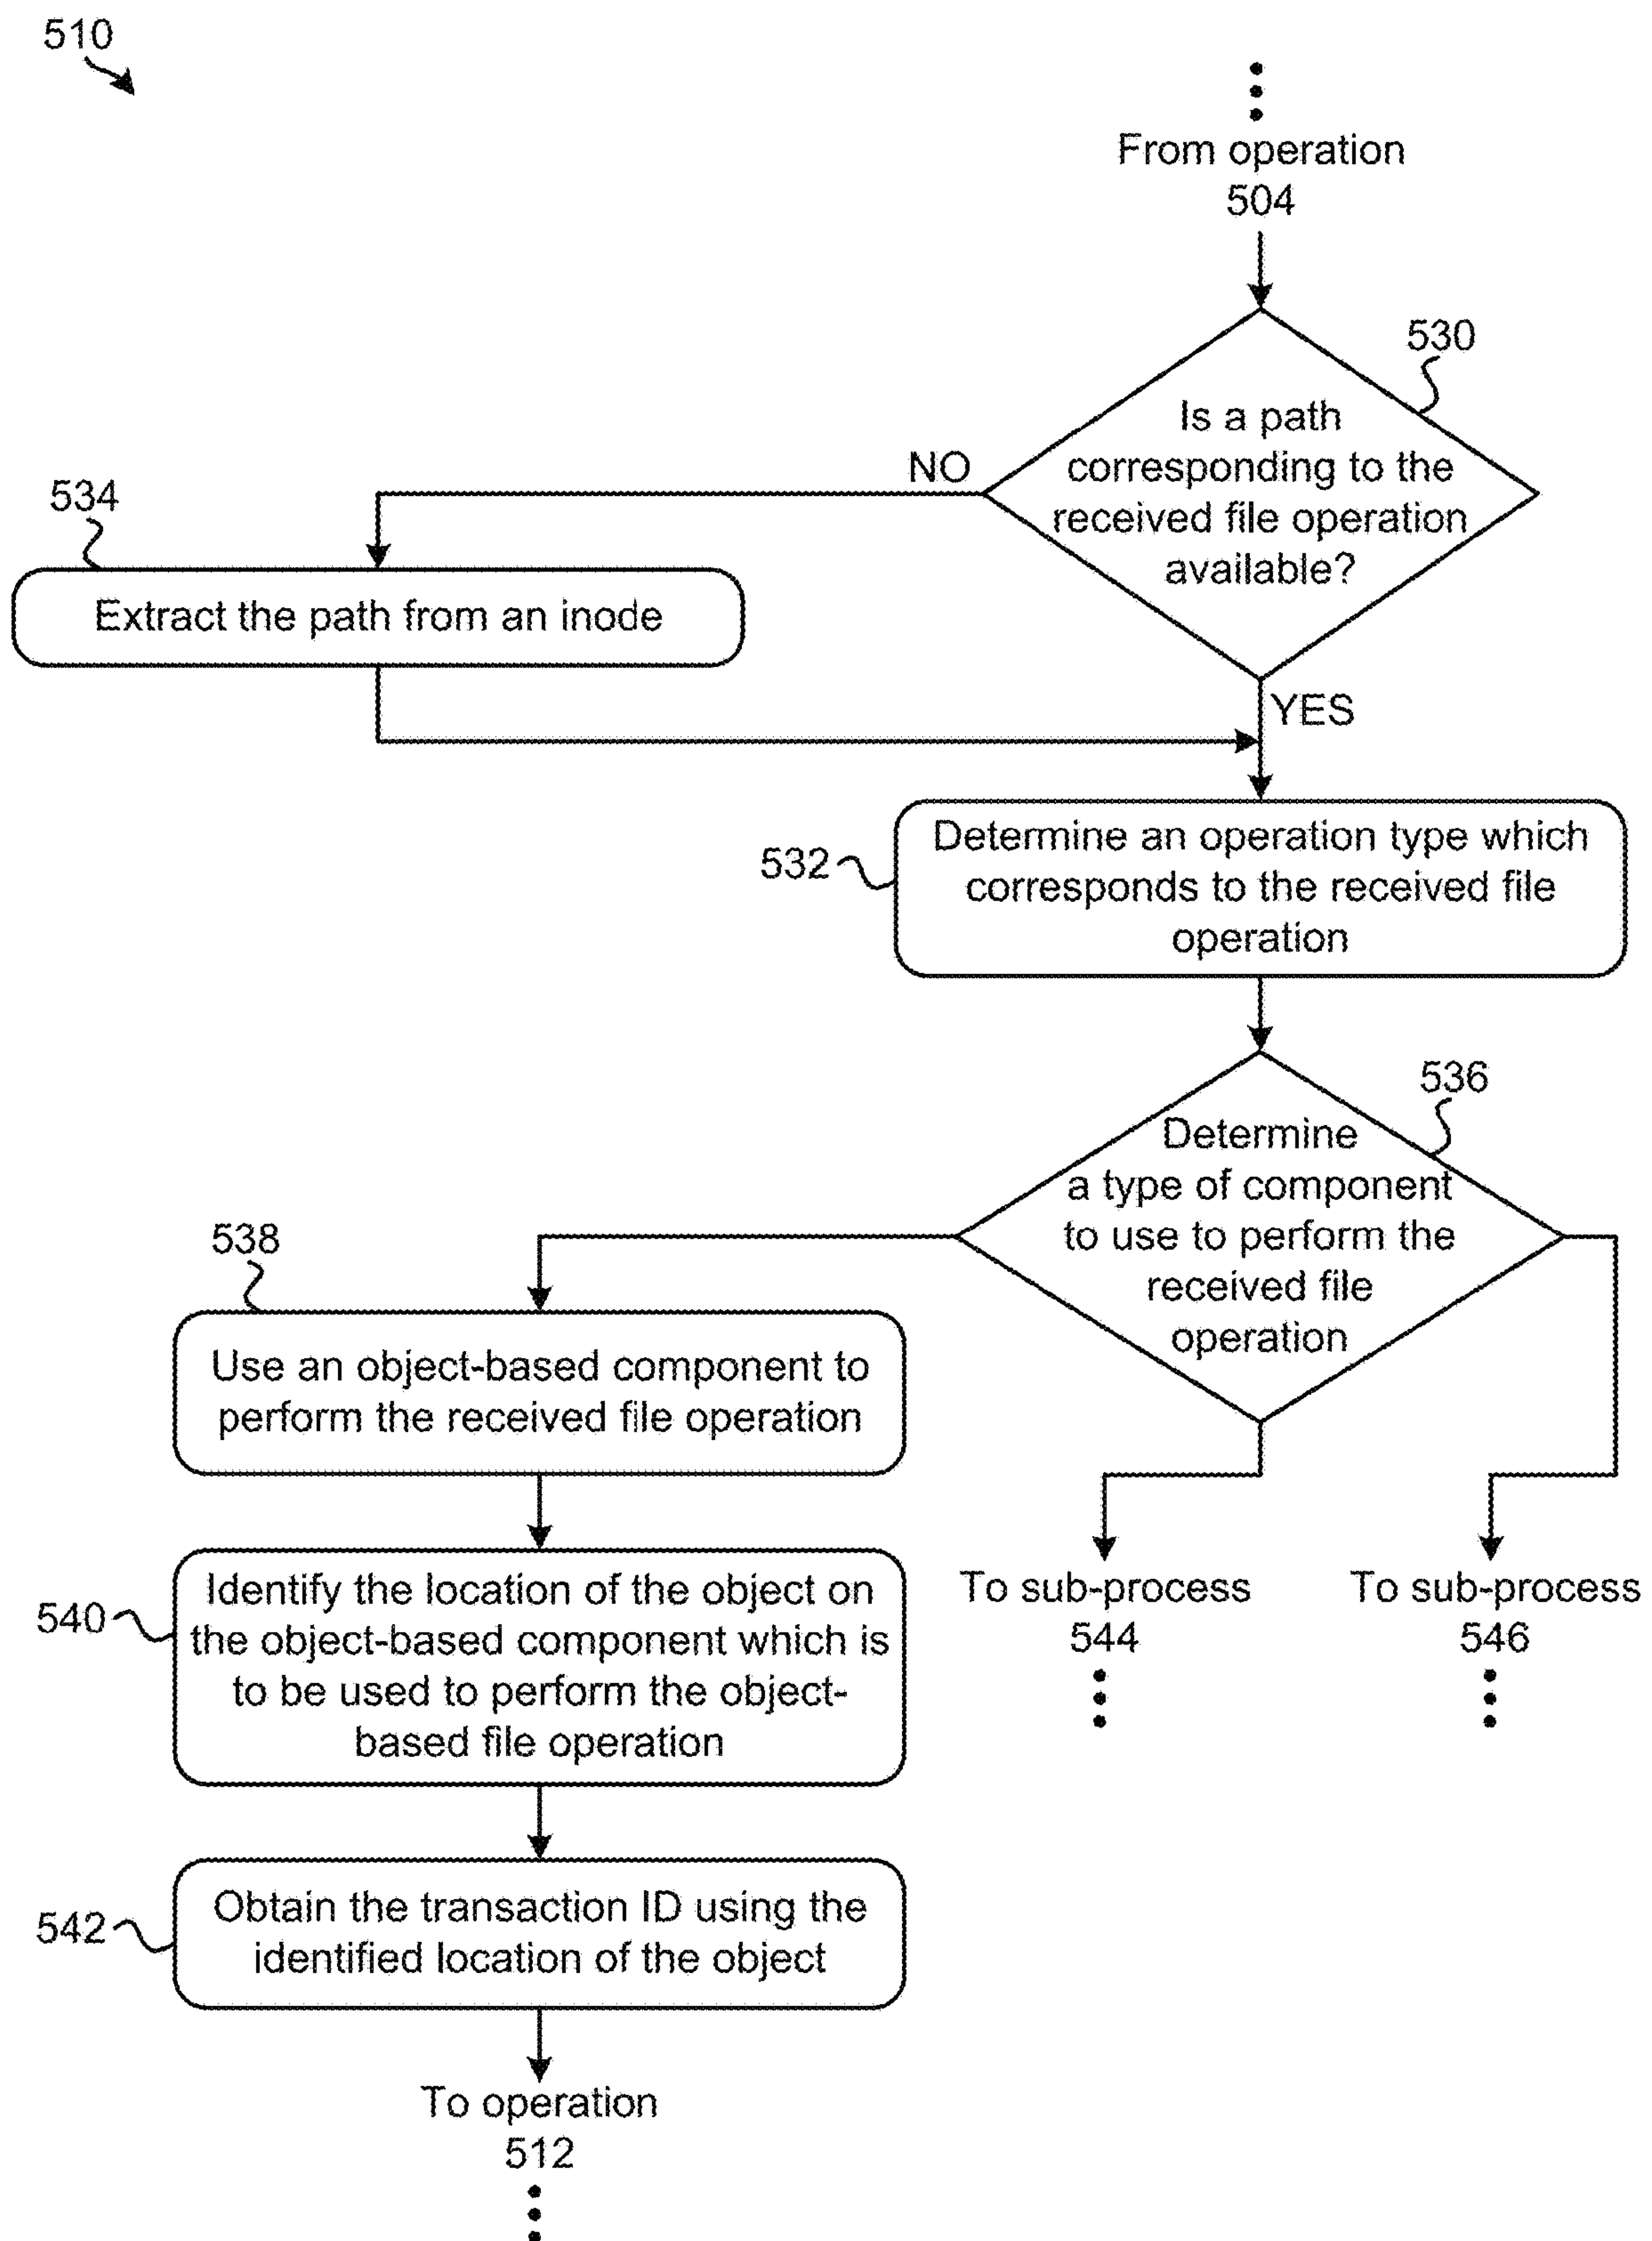 510
From operation
504
530
Is a path
corresponding to the
received file operation
available?
NO
534
Extract the path from an inode
YES
532
Determine an operation type which
corresponds to the received file
operation
536
Determine
a type of component
to use to perform the
received file
operation
538
Use an object-based component to
perform the received file operation
To sub-process
544
To sub-process
546
540
Identify the location of the object on
the object-based component which is
to be used to perform the object-
based file operation
542
Obtain the transaction ID using the
identified location of the object
To operation
512